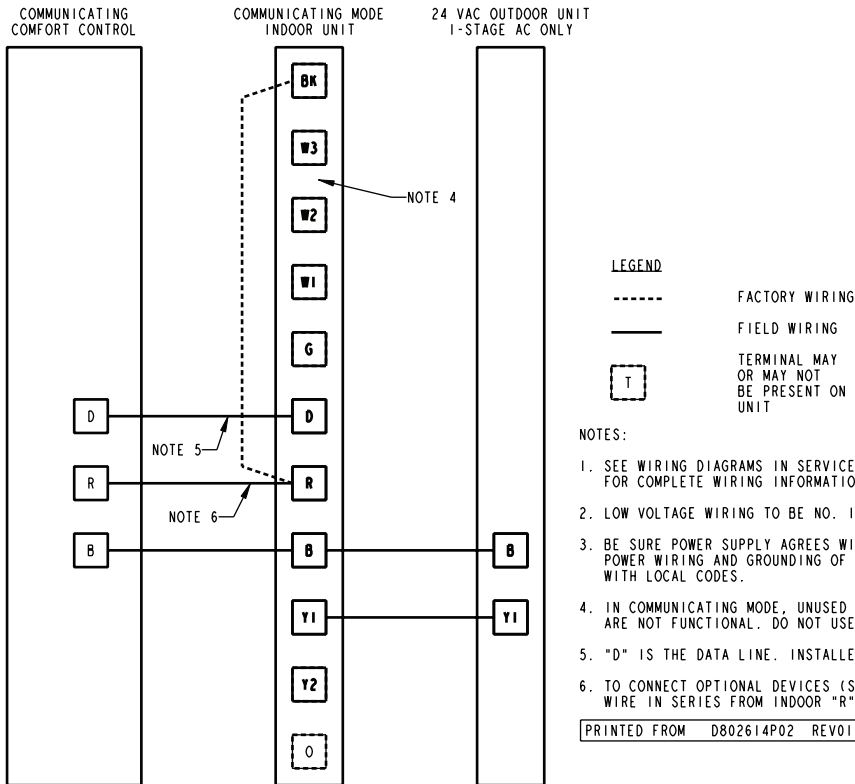 COMMUNICATING
COMFORT CONTROL
COMMUNICATING MODE
INDOOR UNIT
24 VAC OUTDOOR UNIT
1-STAGE AC ONLY
BK
W3
NOTE 4
W2
W1
G
D
D
NOTE 5
R
R
NOTE 6
B
B
B
Y1
Y1
Y2
O
LEGEND
FACTORY WIRING
FIELD WIRING
T
TERMINAL MAY
OR MAY NOT
BE PRESENT ON
UNIT
NOTES:
1. SEE WIRING DIAGRAMS IN SERVICE
FOR COMPLETE WIRING
2. LOW VOLTAGE WIRING TO BE NO.
3. BE SURE POWER SUPPLY AGREES
POWER WIRING AND GROUNDING OF
WITH LOCAL CODES.
4. IN COMMUNICATING MODE, UNUSED
ARE NOT FUNCTIONAL. DO NOT USE
5. "D" IS THE DATA LINE.
6. TO CONNECT OPTIONAL DEVICES
WIRE IN SERIES FROM INDOOR "R"
PRINTED FROM D802614P02 REV01